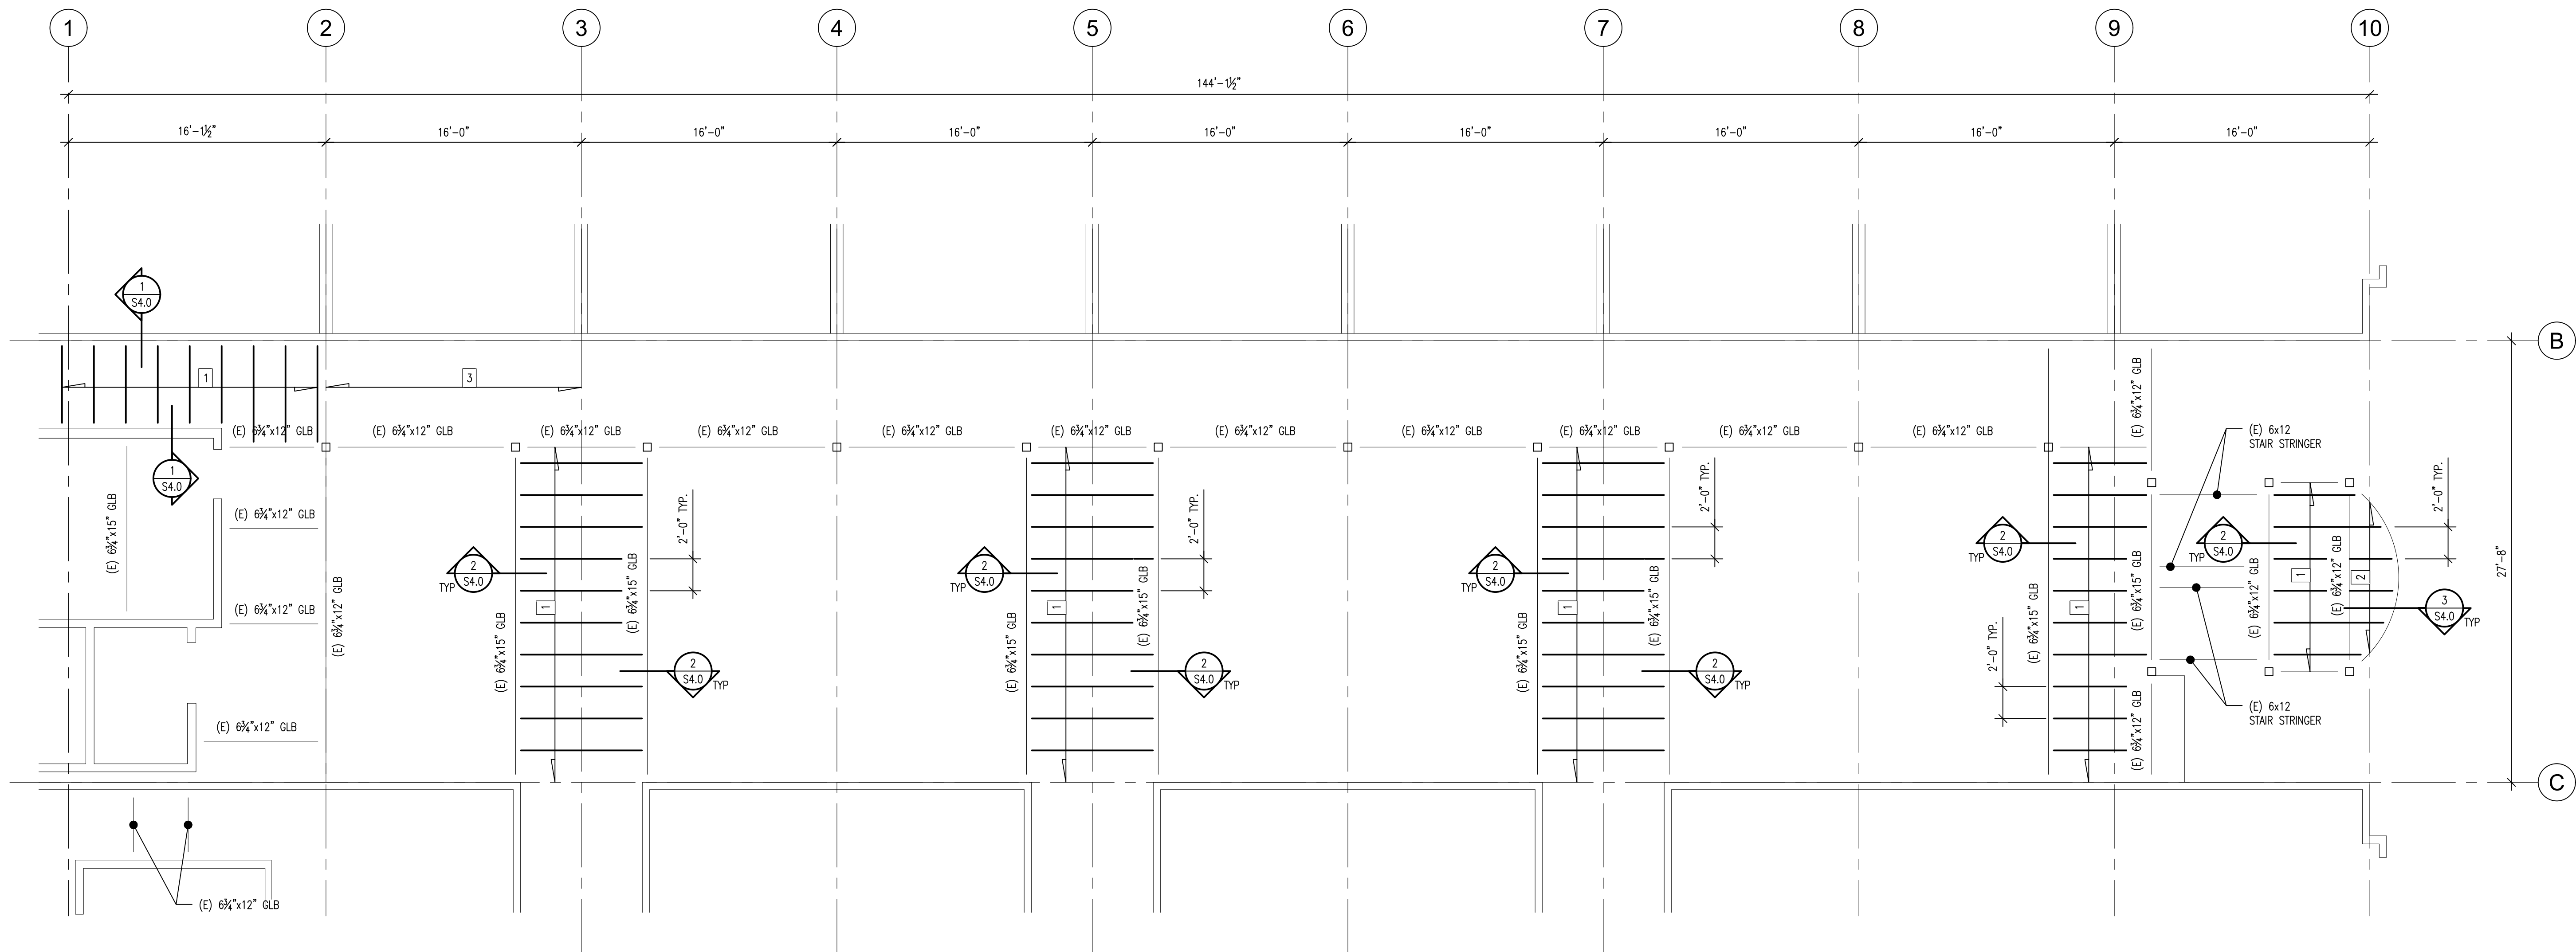 1 2 3 4 5 6 7 8 9 10
144'-1½"
16'-1½" 16'-0" 16'-0" 16'-0" 16'-0" 16'-0" 16'-0" 16'-0" 16'-0"
1
S4.0
B
1
3
(E) 6¾"x12" GLB
(E) 6¾"x12" GLB
(E) 6¾"x12" GLB
(E) 6¾"x12" GLB
(E) 6¾"x12" GLB
(E) 6¾"x12" GLB
(E) 6¾"x12" GLB
(E) 6¾"x12" GLB
(E) 6¾"x12" GLB
(E) 6¾"x12" GLB
(E) 6¾"x12" GLB
(E) 6¾"x12" GLB
(E) 6x12
STAIR STRINGER
1
S4.0
(E) 6¾"x15" GLB
(E) 6¾"x12" GLB
(E) 6¾"x12" GLB
(E) 6¾"x12" GLB
(E) 6¾"x12" GLB
2
S4.0
TYP
(E) 6¾"x15" GLB
1
(E) 6¾"x15" GLB
2'-0" TYP.
2
S4.0
TYP
2
S4.0
TYP
(E) 6¾"x15" GLB
1
(E) 6¾"x15" GLB
2'-0" TYP.
2
S4.0
TYP
2
S4.0
TYP
(E) 6¾"x15" GLB
1
(E) 6¾"x15" GLB
2'-0" TYP.
2
S4.0
TYP
2
S4.0
TYP
2'-0" TYP.
(E) 6¾"x15" GLB
1
(E) 6¾"x15" GLB
(E) 6¾"x12" GLB
2
S4.0
TYP
(E) 6¾"x12" GLB
1
(E) 6¾"x12" GLB
2
2'-0" TYP.
3
S4.0
TYP
27'-8"
(E) 6x12
STAIR STRINGER
C
(E) 6¾"x12" GLB